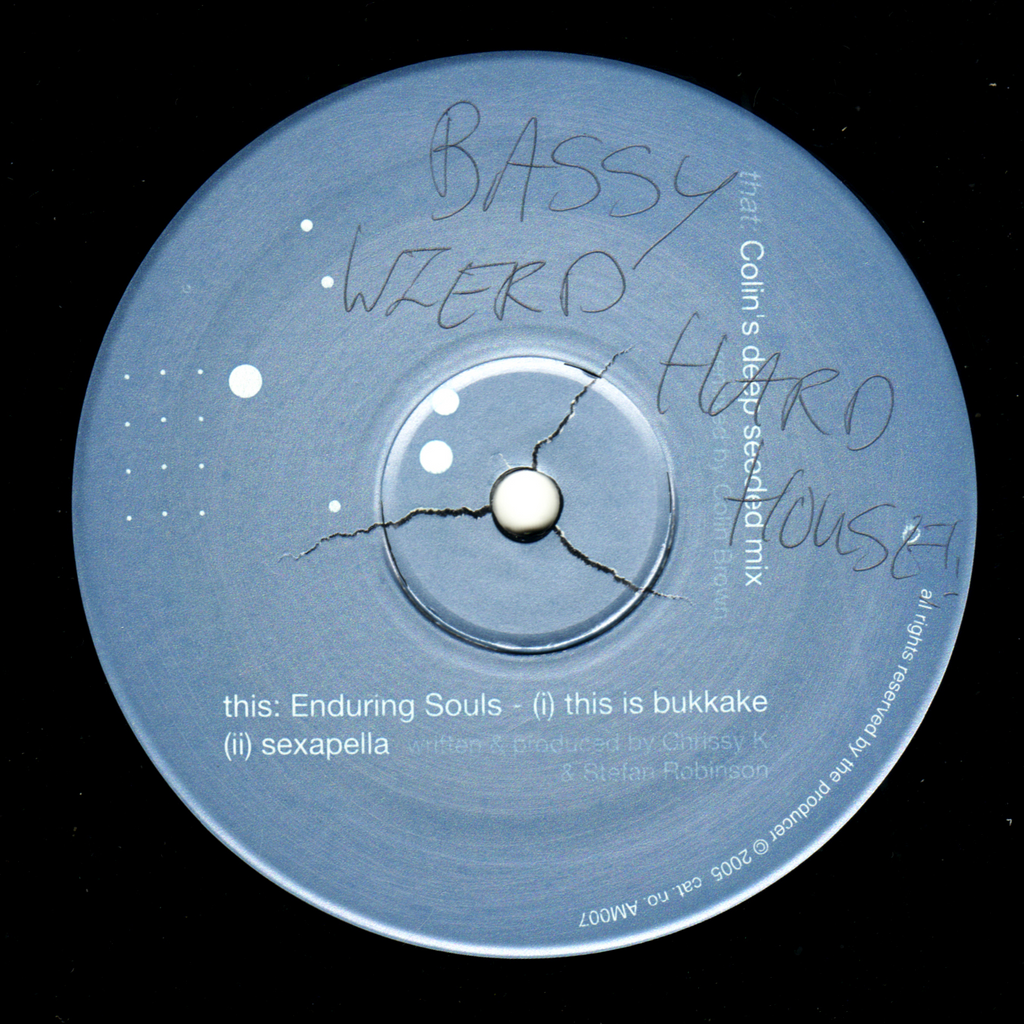 BASSY
WZERD
HARD
HOUSE!
that: Colin's deep seeded mix
by Colin Brown
this: Enduring Souls - (i) this is bukkake
(ii) sexapella written & produced by Chrissy K
& Stefan Robinson
all rights reserved by the producer © 2005 cat. no. AM007